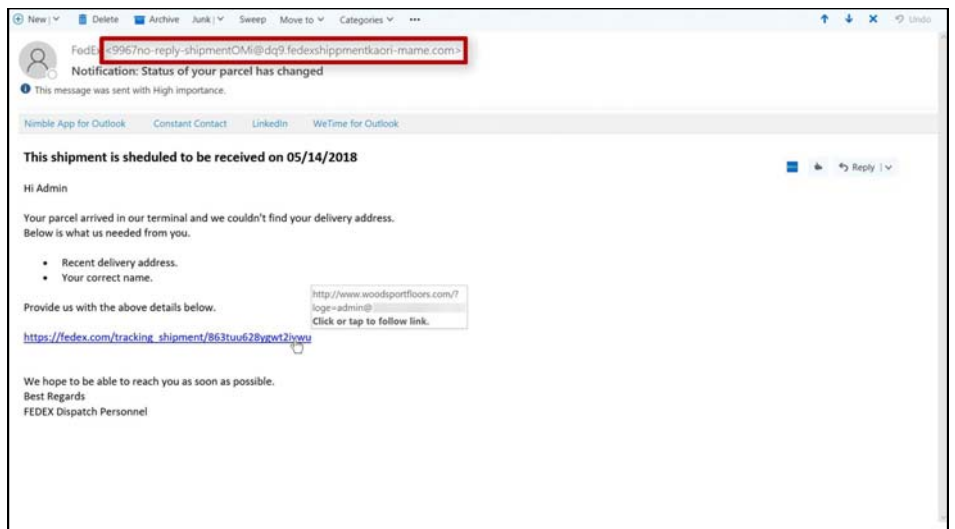 New
Delete
Archive
Junk
Sweep
Move to
Categories
Undo
FedEx <9967no-reply-shipmentOMi@dq9.fedexshippmentkaori-mame.com>
Notification: Status of your parcel has changed
This message was sent with High importance.
Nimble App for Outlook
Constant Contact
LinkedIn
WeTime for Outlook
This shipment is sheduled to be received on 05/14/2018
Reply
Hi Admin
Your parcel arrived in our terminal and we couldn't find your delivery address.
Below is what us needed from you.
• Recent delivery address.
• Your correct name.
http://www.woodsportfloors.com/?
loge=admin@
Click or tap to follow link.
Provide us with the above details below.
https://fedex.com/tracking_shipment/863tuu628ygwt2ivwu
We hope to be able to reach you as soon as possible.
Best Regards
FEDEX Dispatch Personnel